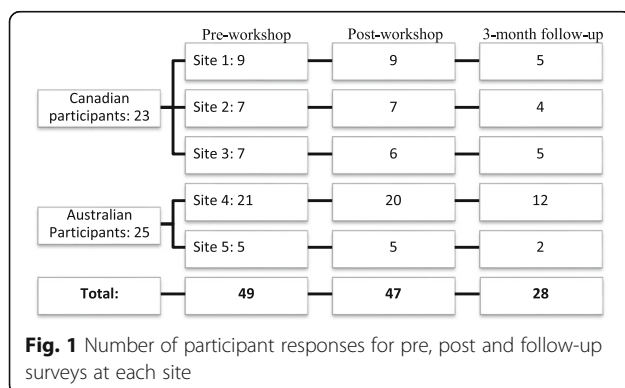 Pre-workshop Post-workshop 3-month follow-up
Site 1: 9 9 5
Canadian
participants: 23
Site 2: 7 7 4
Site 3: 7 6 5
Site 4: 21 20 12
Australian
Participants: 25
Site 5: 5 5 2
Total: 49 47 28
Fig. 1 Number of participant responses for pre, post and follow-up
surveys at each site